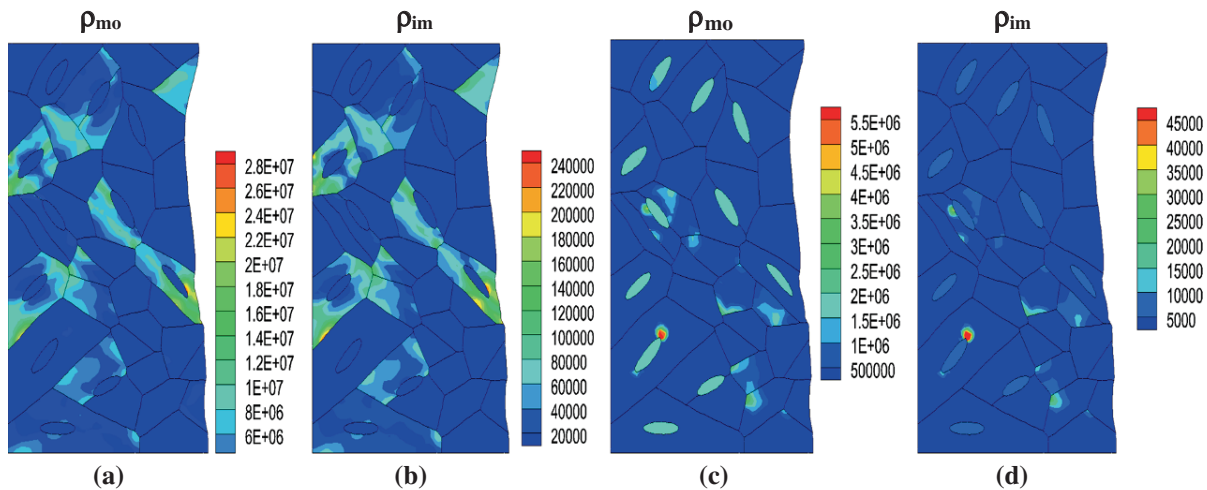 ρmo
ρim
ρmo
ρim
2.8E+07
2.6E+07
2.4E+07
2.2E+07
2E+07
1.8E+07
1.6E+07
1.4E+07
1.2E+07
1E+07
8E+06
6E+06
240000
220000
200000
180000
160000
140000
120000
100000
80000
60000
40000
20000
5.5E+06
5E+06
4.5E+06
4E+06
3.5E+06
3E+06
2.5E+06
2E+06
1.5E+06
1E+06
500000
45000
40000
35000
30000
25000
20000
15000
10000
5000
(a)
(b)
(c)
(d)